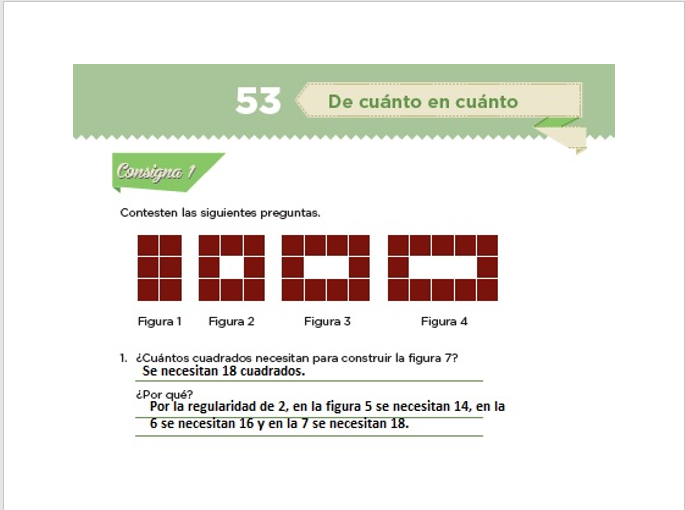 53
De cuánto en cuánto
Consigna 1
Contesten las siguientes preguntas.
Figura 1 Figura 2 Figura 3 Figura 4
1. ¿Cuántos cuadrados necesitan para construir la figura 7?
Se necesitan 18 cuadrados.
¿Por qué?
Por la regularidad de 2, en la figura 5 se necesitan 14, en la
6 se necesitan 16 y en la 7 se necesitan 18.